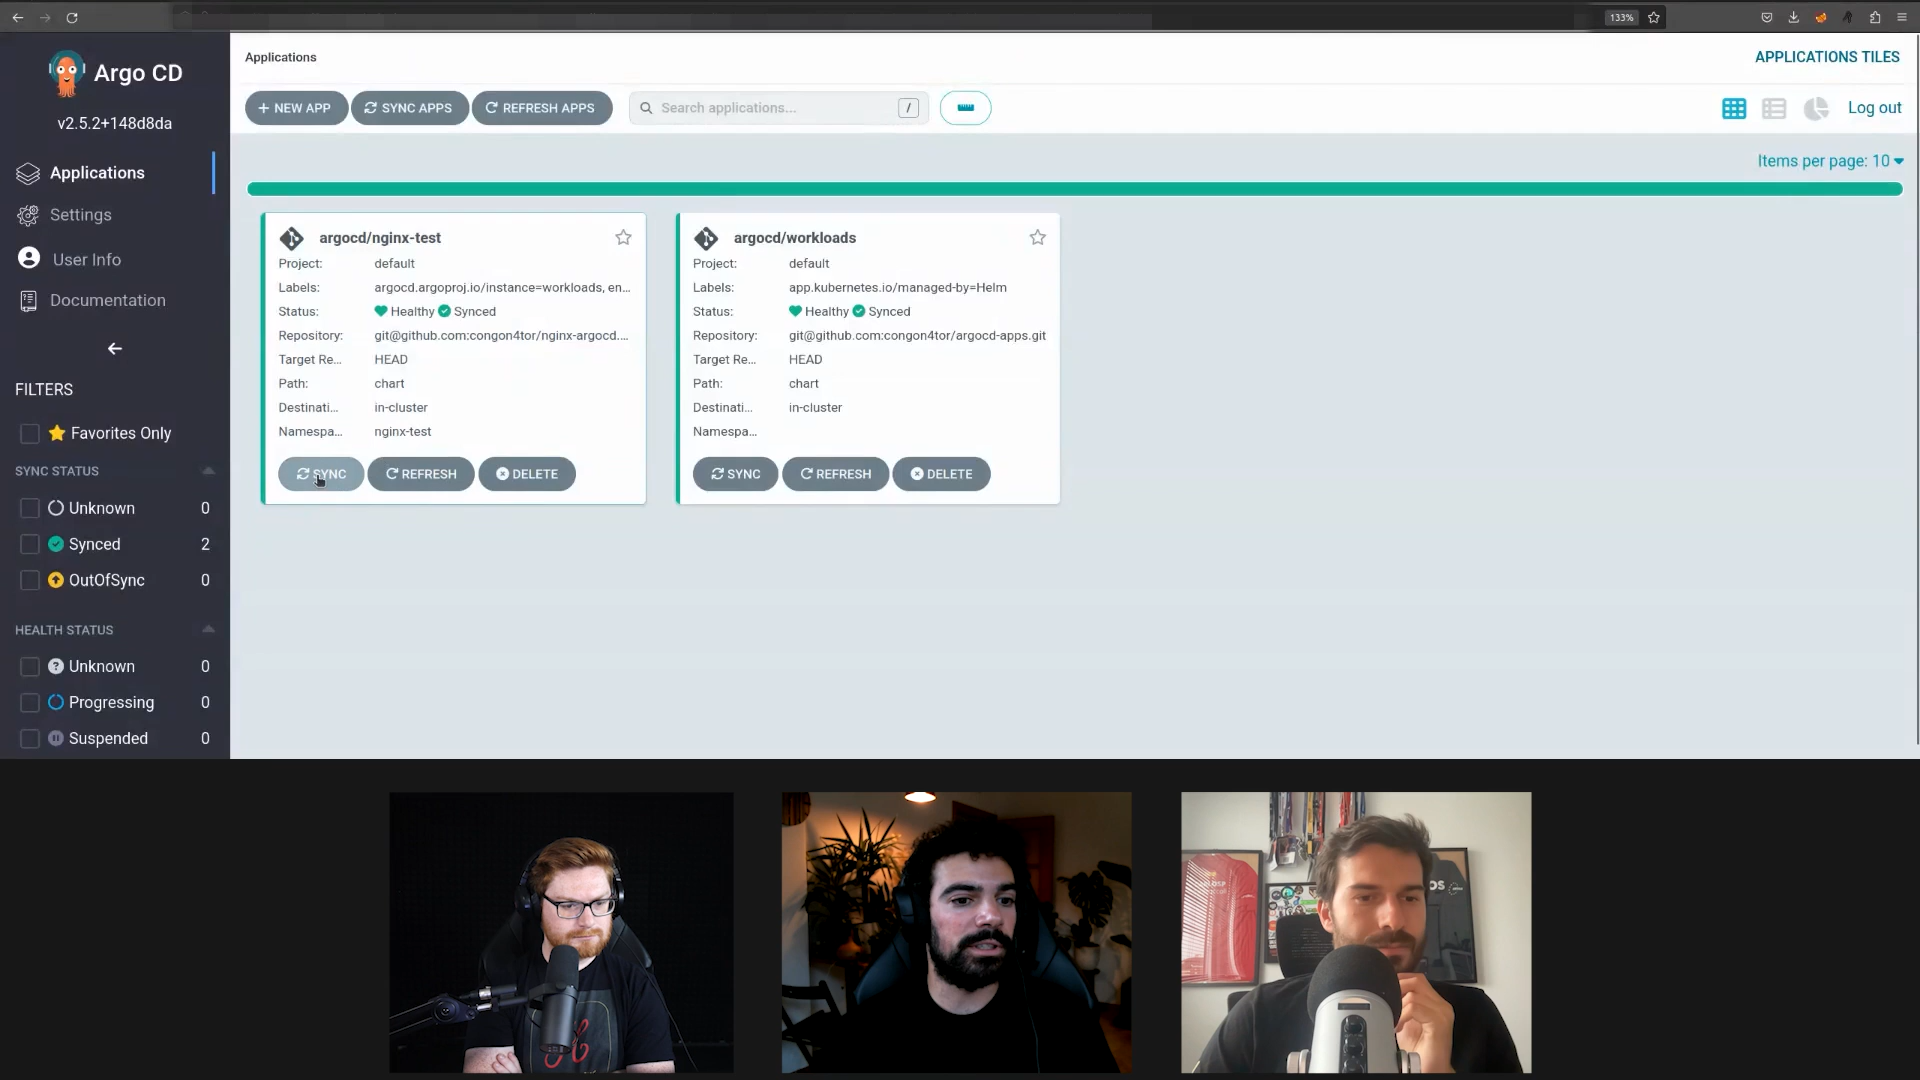 133%
Argo CD
v2.5.2+148d8da
Applications
Settings
User Info
Documentation
FILTERS
Favorites Only
SYNC STATUS
Unknown 0
Synced 2
OutOfSync 0
HEALTH STATUS
Unknown 0
Progressing 0
Suspended 0
Applications
APPLICATIONS TILES
+ NEW APP
SYNC APPS
REFRESH APPS
Search applications...
/
Log out
Items per page: 10
argocd/nginx-test
Project: default
Labels: argocd.argoproj.io/instance=workloads, en...
Status: Healthy Synced
Repository: git@github.com:congon4tor/nginx-argocd....
Target Re... HEAD
Path: chart
Destinati... in-cluster
Namespa... nginx-test
SYNC REFRESH DELETE
argocd/workloads
Project: default
Labels: app.kubernetes.io/managed-by=Helm
Status: Healthy Synced
Repository: git@github.com:congon4tor/argocd-apps.git
Target Re... HEAD
Path: chart
Destinati... in-cluster
Namespa...
SYNC REFRESH DELETE